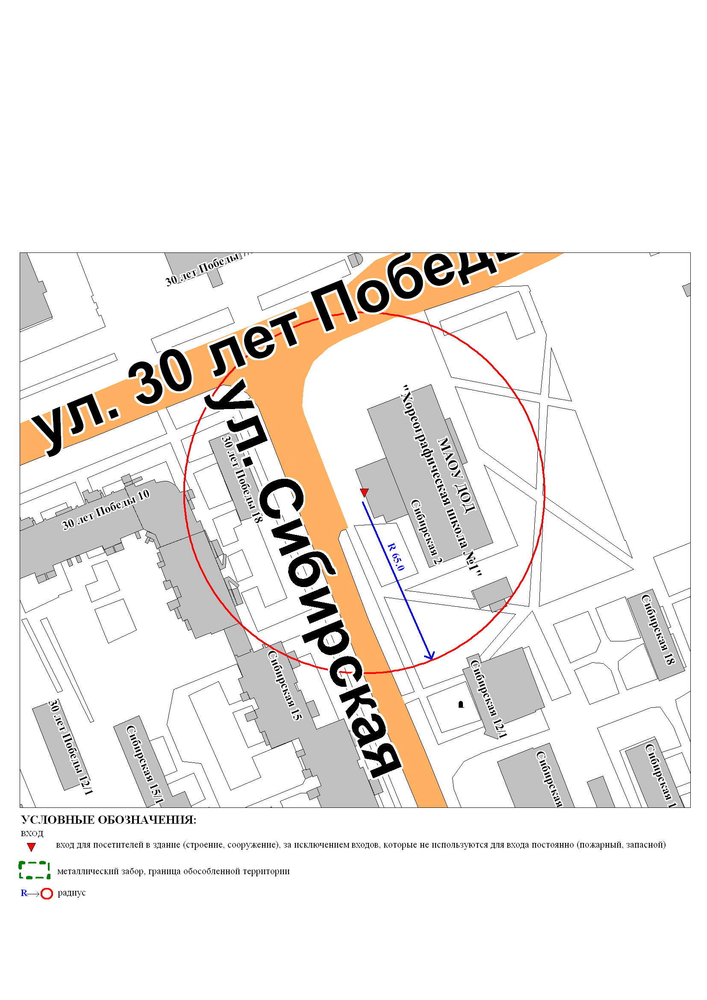 30 лет Победы
ул. 30 лет Победы
ул. Сибирская
"Хореографическая школа №1"
МАОУ ДОД
Сибирская 2
30 лет Победы 18
30 лет Победы 10
R 65.0
Сибирская 15
Сибирская 12/1
Сибирская 18
30 лет Победы 12/1
Сибирская 15/1
Сибирская
Сибирская 1
УСЛОВНЫЕ ОБОЗНАЧЕНИЯ:
ВХОД
вход для посетителей в здание (строение, сооружение), за исключением входов, которые не используются для входа постоянно (пожарный, запасной)
металлический забор, граница обособленной территории
R радиус